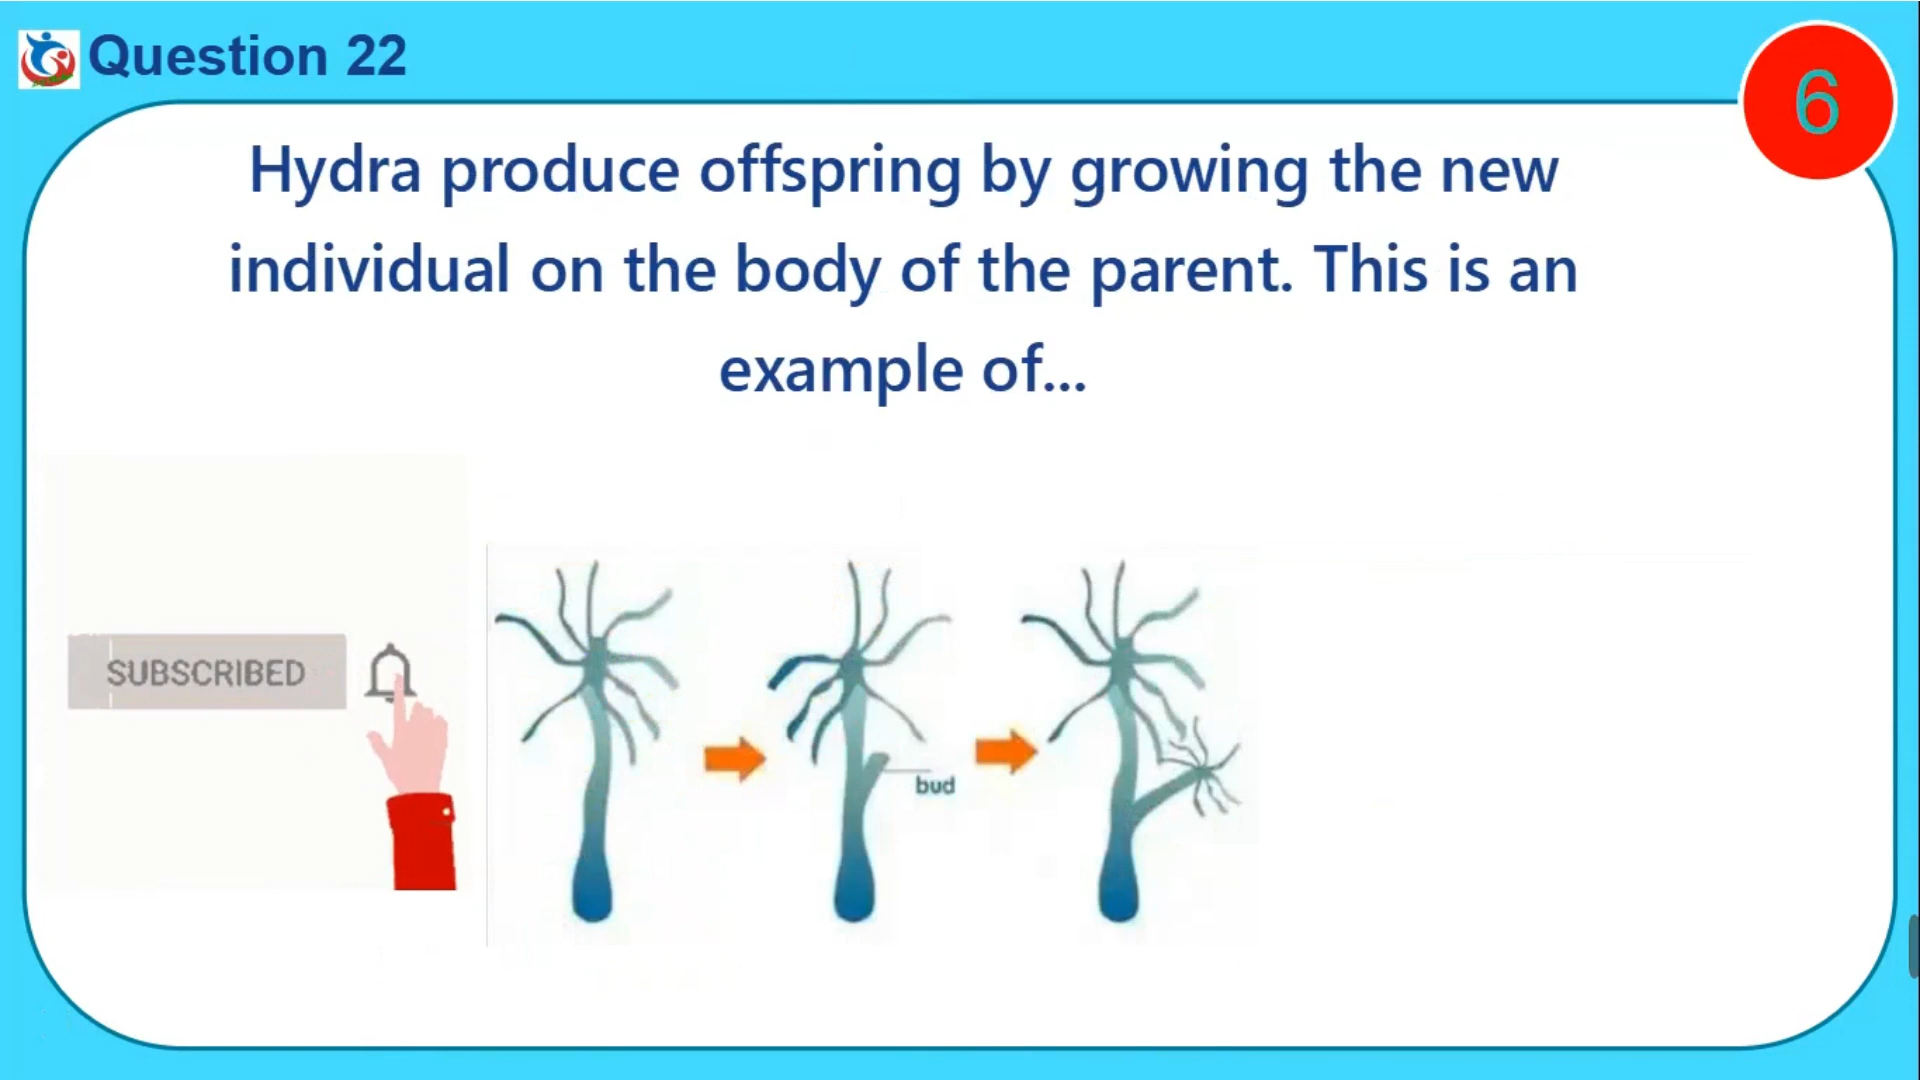 Question 22
6
Hydra produce offspring by growing the new
individual on the body of the parent. This is an
example of...
SUBSCRIBED
bud